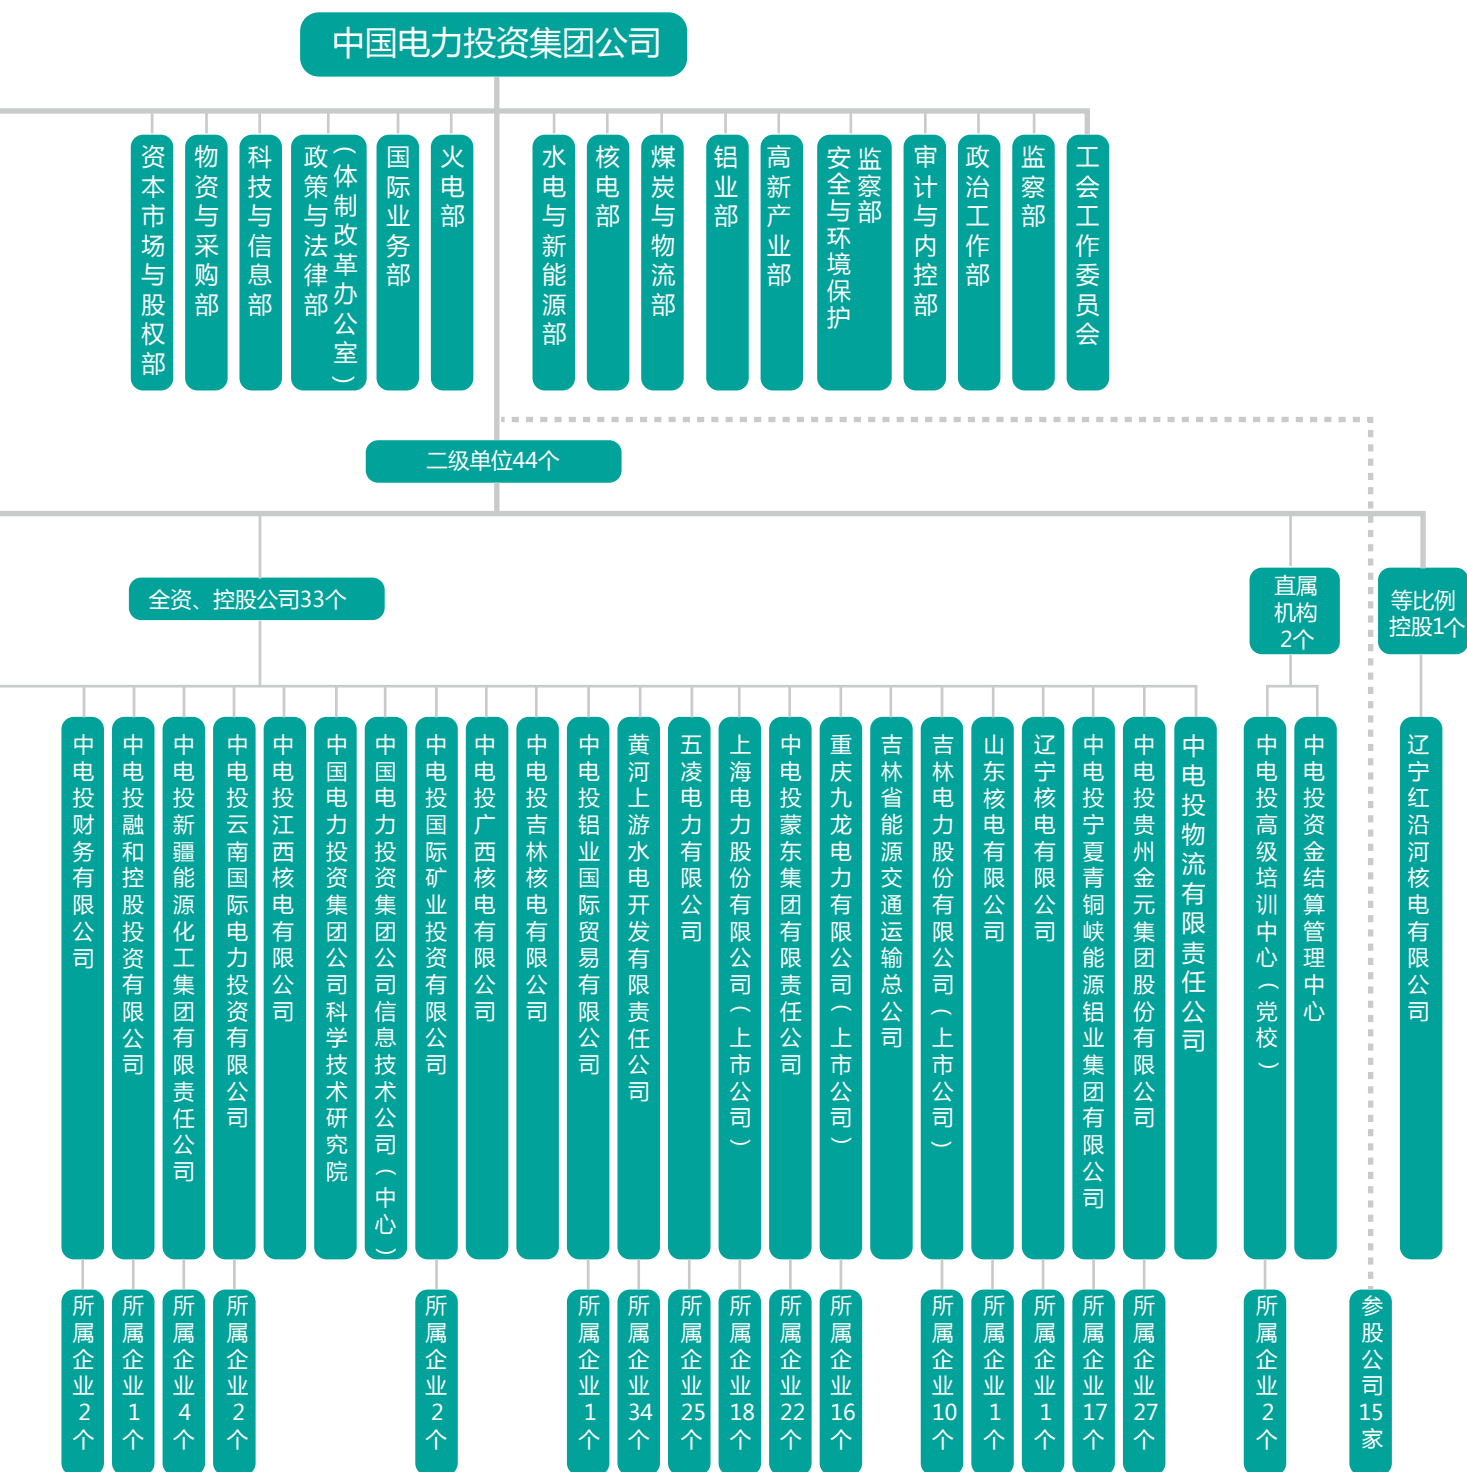 中国电力投资集团公司
资本市场与股权部
物资与采购部
科技与信息部
政策与法律部
（体制改革办公室）
国际业务部
火电部
水电与新能源部
核电部
煤炭与物流部
铝业部
高新产业部
安全与环境保护
监察部
审计与内控部
政治工作部
监察部
工会工作委员会
二级单位44个
全资、控股公司33个
直属
机构
2个
等比例
控股1个
中电投财务有限公司
中电投融和控股投资有限公司
中电投新疆能源化工集团有限责任公司
中电投云南国际电力投资有限公司
中电投江西核电有限公司
中国电力投资集团公司科学技术研究院
中国电力投资集团公司信息技术公司（中心）
中电投国际矿业投资有限公司
中电投广西核电有限公司
中电投吉林核电有限公司
中电投铝业国际贸易有限公司
黄河上游水电开发有限责任公司
五凌电力有限公司
上海电力股份有限公司（上市公司）
中电投蒙东集团有限责任公司
重庆九龙电力有限公司（上市公司）
吉林省能源交通运输总公司
吉林电力股份有限公司（上市公司）
山东核电有限公司
辽宁核电有限公司
中电投宁夏青铜峡能源铝业集团有限公司
中电投贵州金元集团股份有限公司
中电投物流有限责任公司
中电投高级培训中心（党校）
中电投资金结算管理中心
辽宁红沿河核电有限公司
所属企业2个
所属企业1个
所属企业4个
所属企业2个
所属企业2个
所属企业1个
所属企业34个
所属企业25个
所属企业18个
所属企业22个
所属企业16个
所属企业10个
所属企业1个
所属企业1个
所属企业17个
所属企业27个
所属企业2个
参股公司15家